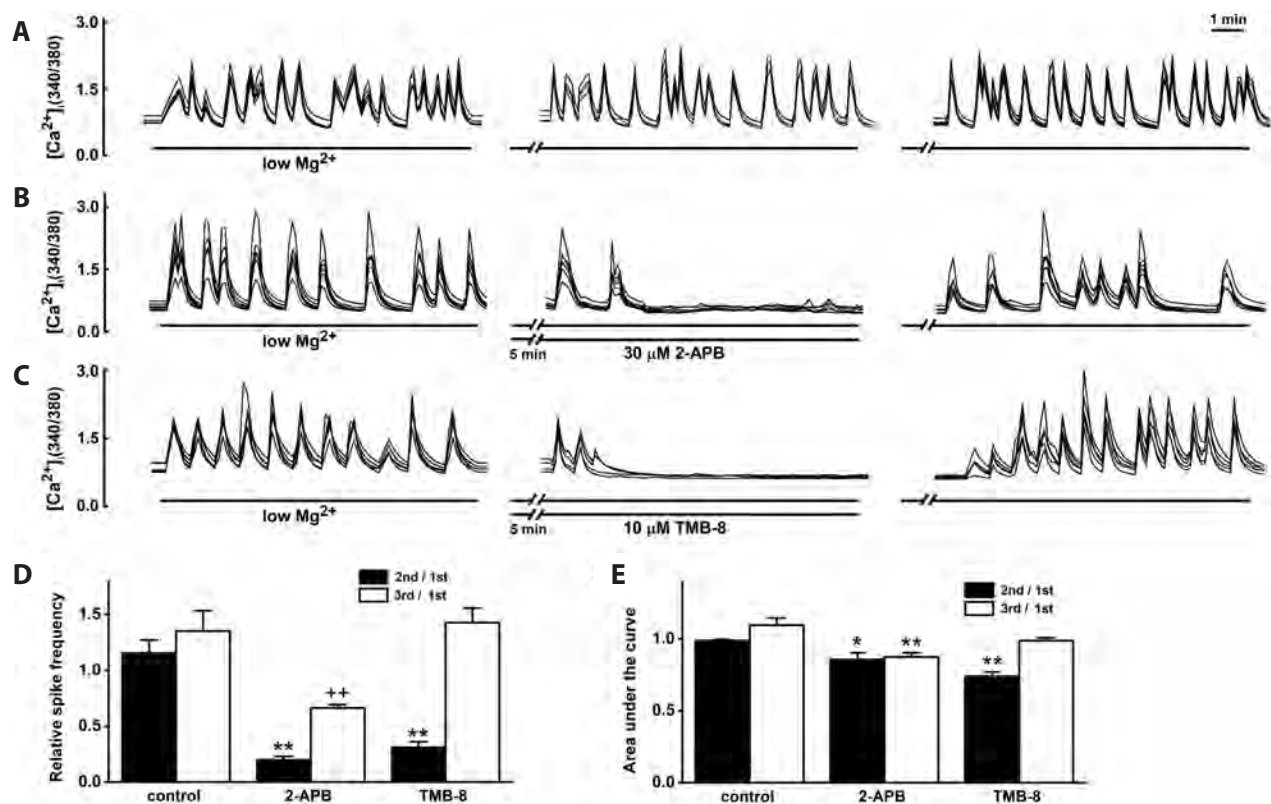 A
[Ca2+]i(340/380)
3.0
1.5
0.0
1 min
low Mg2+
B
[Ca2+]i(340/380)
3.0
1.5
0.0
low Mg2+
5 min
30 μM 2-APB
C
[Ca2+]i(340/380)
3.0
1.5
0.0
low Mg2+
5 min
10 μM TMB-8
D
Relative spike frequency
1.5
1.0
0.5
0.0
2nd / 1st
3rd / 1st
**
++
**
control
2-APB
TMB-8
E
Area under the curve
1.0
0.5
0.0
2nd / 1st
3rd / 1st
*
**
**
control
2-APB
TMB-8